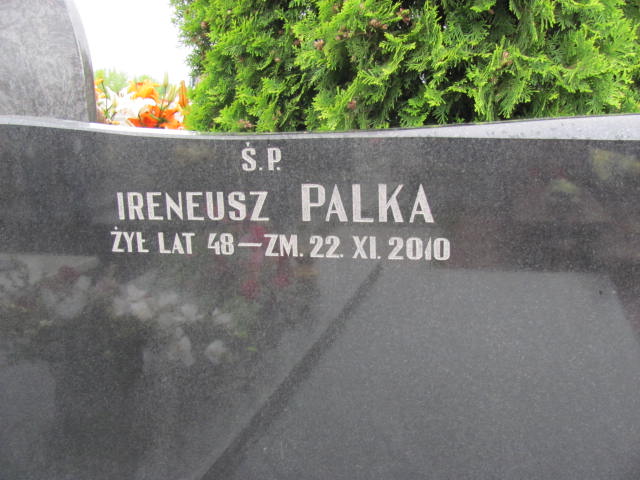 Ś.P.
IRENEUSZ PALKA
ŻYŁ LAT 48 — ZM. 22. XI. 2010